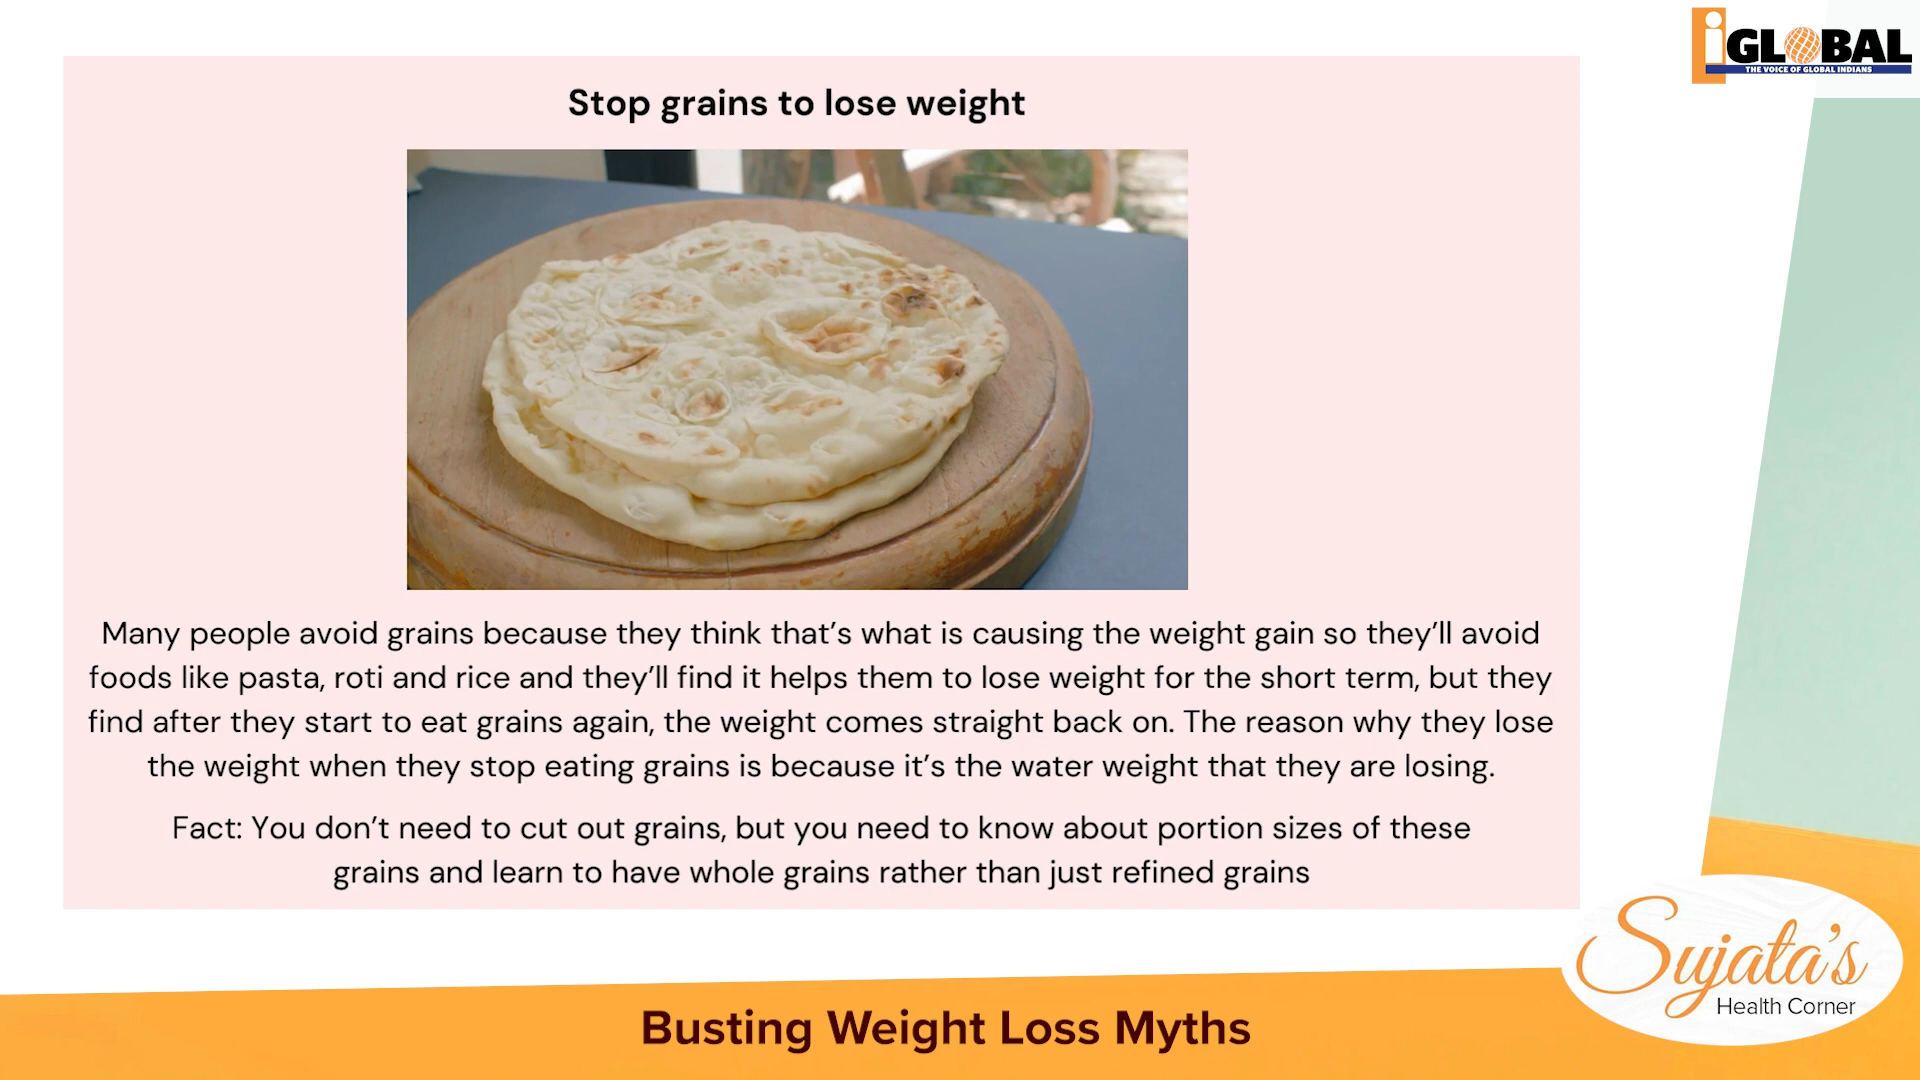 iGLOBAL
THE VOICE OF GLOBAL INDIANS
Stop grains to lose weight
Many people avoid grains because they think that’s what is causing the weight gain so they’ll avoid
foods like pasta, roti and rice and they’ll find it helps them to lose weight for the short term, but they
find after they start to eat grains again, the weight comes straight back on. The reason why they lose
the weight when they stop eating grains is because it’s the water weight that they are losing.
Fact: You don’t need to cut out grains, but you need to know about portion sizes of these
grains and learn to have whole grains rather than just refined grains
Sujata’s
Health Corner
Busting Weight Loss Myths